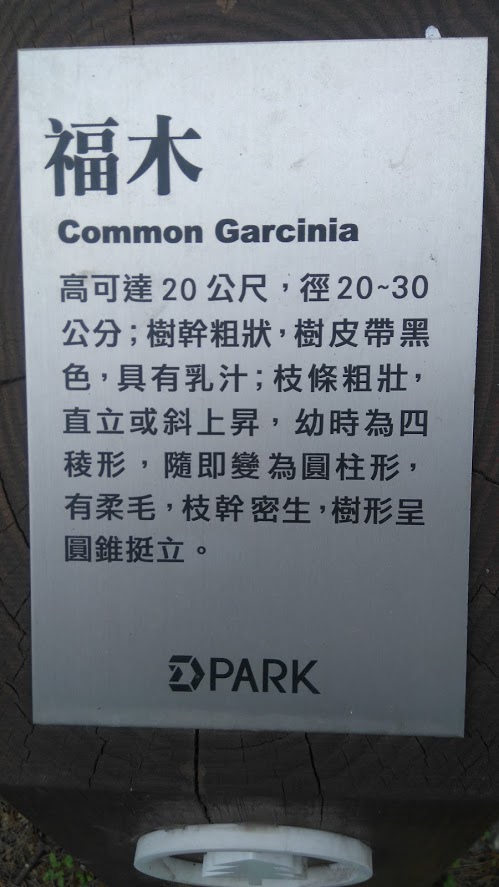 福木
Common Garcinia
高可達20公尺，徑20~30
公分；樹幹粗狀，樹皮帶黑
色，具有乳汁；枝條粗壯，
直立或斜上昇，幼時為四
稜形，隨即變為圓柱形，
有柔毛，枝幹密生，樹形呈
圓錐挺立。
PARK